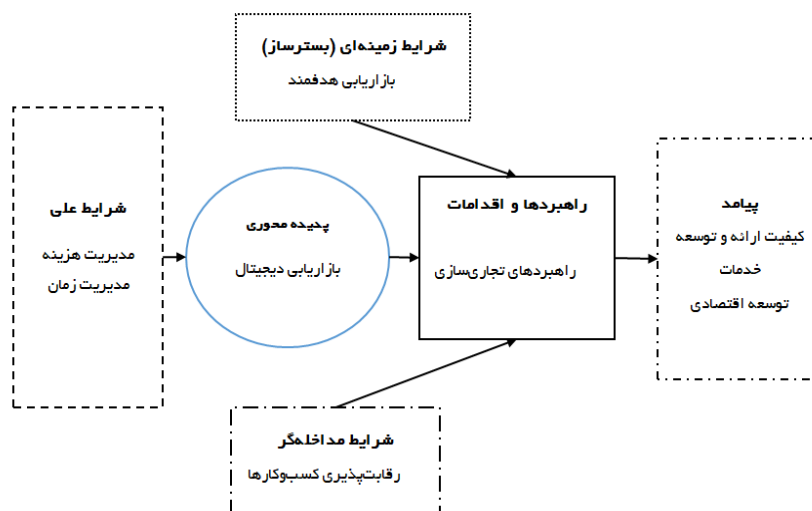 شرایط زمینه‌ای (بسترساز)
بازاریابی هدفمند
شرایط علی
مدیریت هزینه
مدیریت زمان
پدیده محوری
بازاریابی دیجیتال
راهبردها و اقدامات
راهبردهای تجاری‌سازی
پیامد
کیفیت ارائه و توسعه
خدمات
توسعه اقتصادی
شرایط مداخله‌گر
رقابت‌پذیری کسب‌وکارها